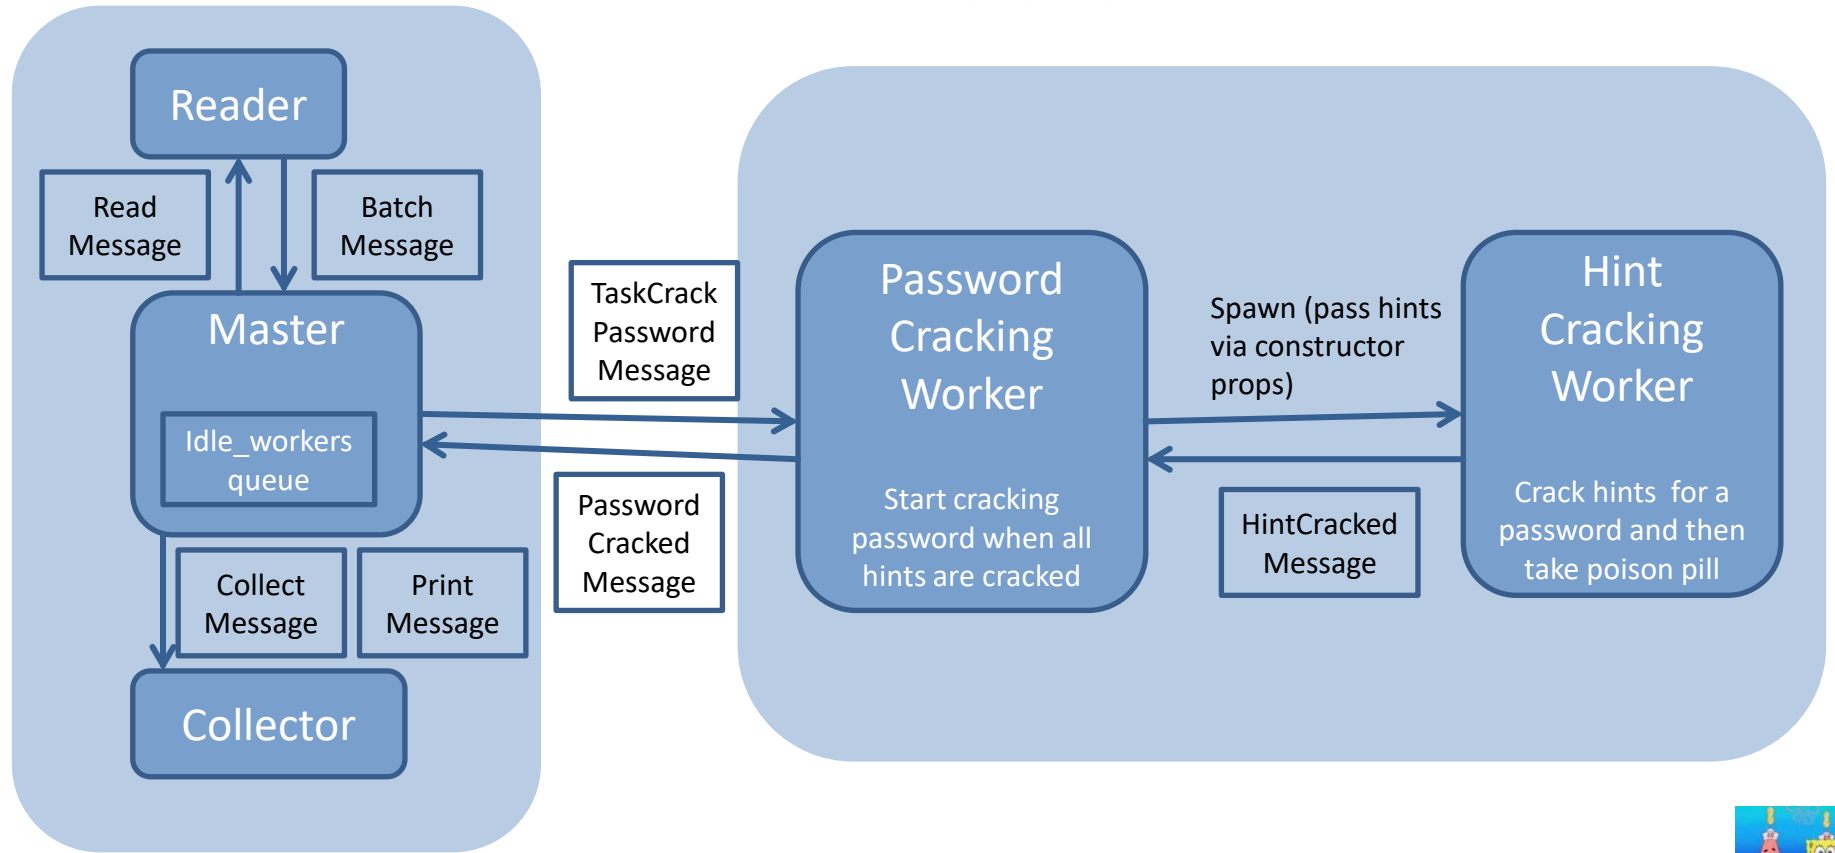 Reader
Read
Message
Batch
Message
Master
Idle_workers
queue
Collect
Message
Print
Message
Collector
TaskCrack
Password
Message
Password
Cracked
Message
Password
Cracking
Worker
Start cracking
password when all
hints are cracked
Spawn (pass hints
via constructor
props)
HintCracked
Message
Hint
Cracking
Worker
Crack hints for a
password and then
take poison pill